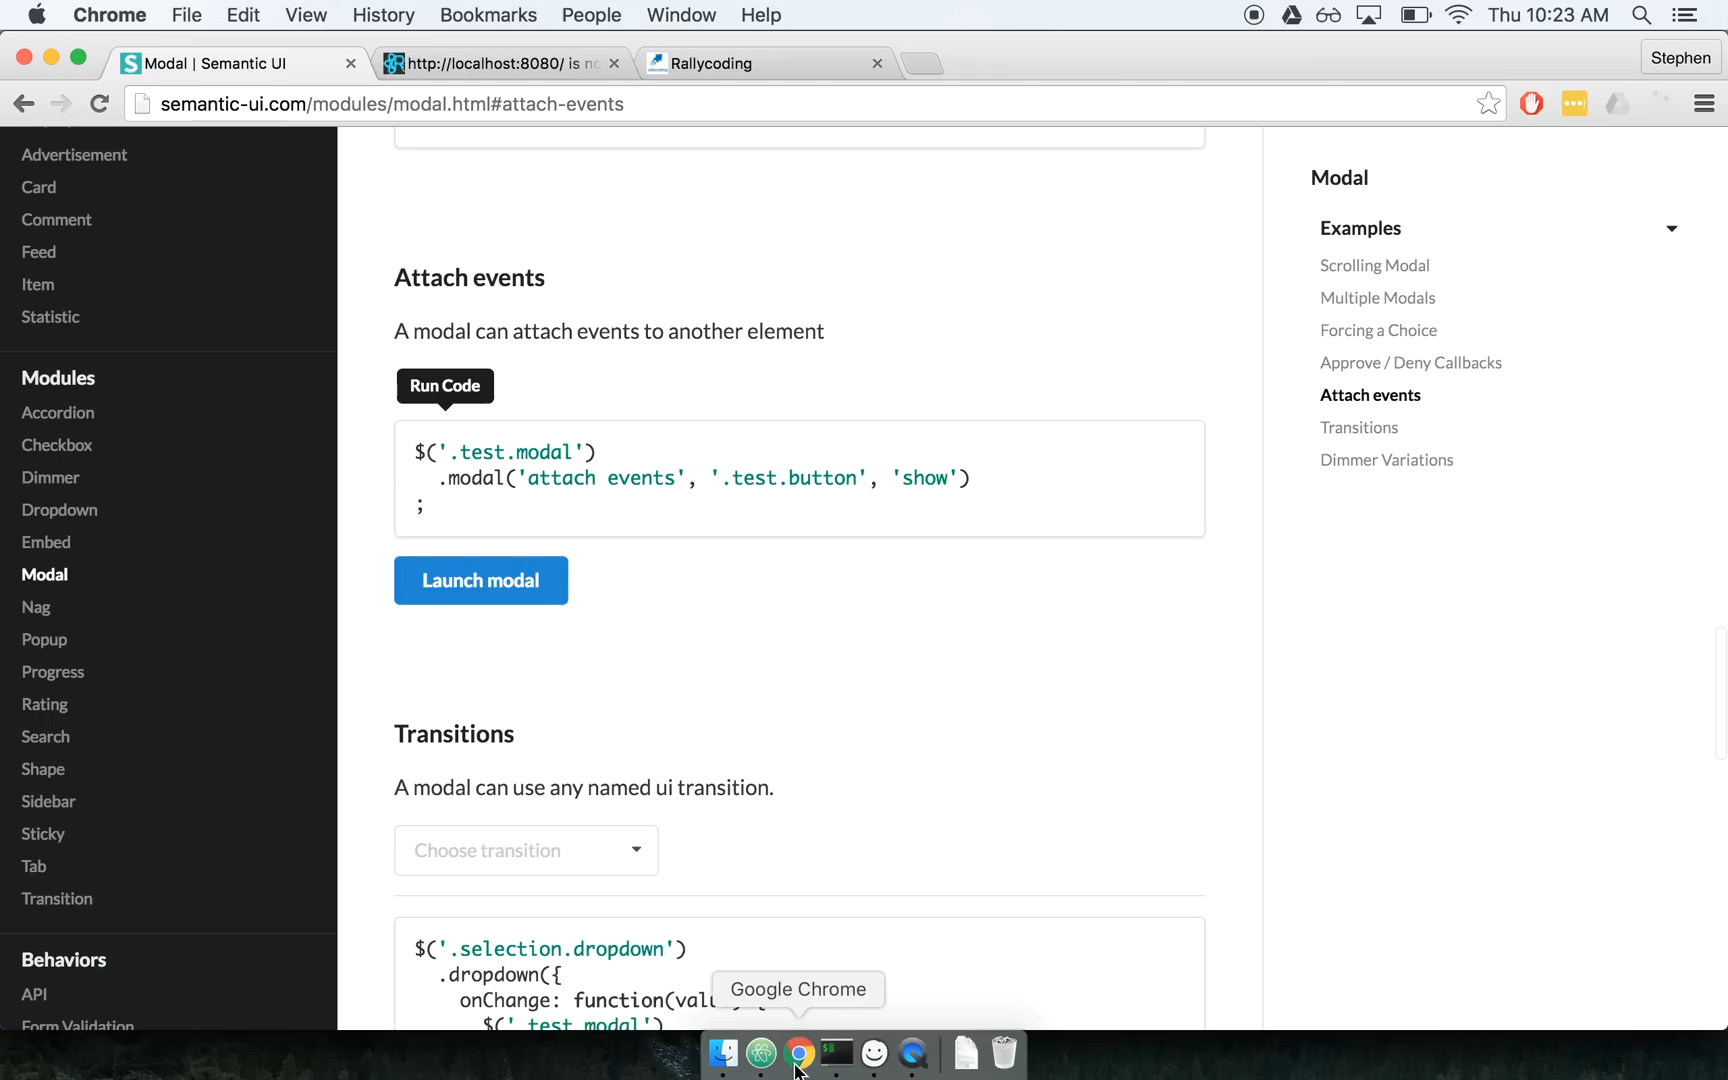 Chrome File Edit View History Bookmarks People Window Help Thu 10:23 AM
Modal | Semantic UI
http://localhost:8080/ is no
Rallycoding
Stephen
semantic-ui.com/modules/modal.html#attach-events
Advertisement
Card
Comment
Feed
Item
Statistic
Modules
Accordion
Checkbox
Dimmer
Dropdown
Embed
Modal
Nag
Popup
Progress
Rating
Search
Shape
Sidebar
Sticky
Tab
Transition
Behaviors
API
Form Validation
Attach events
A modal can attach events to another element
Run Code
$('.test.modal')
.modal('attach events', '.test.button', 'show')
;
Launch modal
Transitions
A modal can use any named ui transition.
Choose transition
$('.selection.dropdown')
.dropdown({
onChange: function(valu
$('.test.modal')
Google Chrome
Modal
Examples
Scrolling Modal
Multiple Modals
Forcing a Choice
Approve / Deny Callbacks
Attach events
Transitions
Dimmer Variations